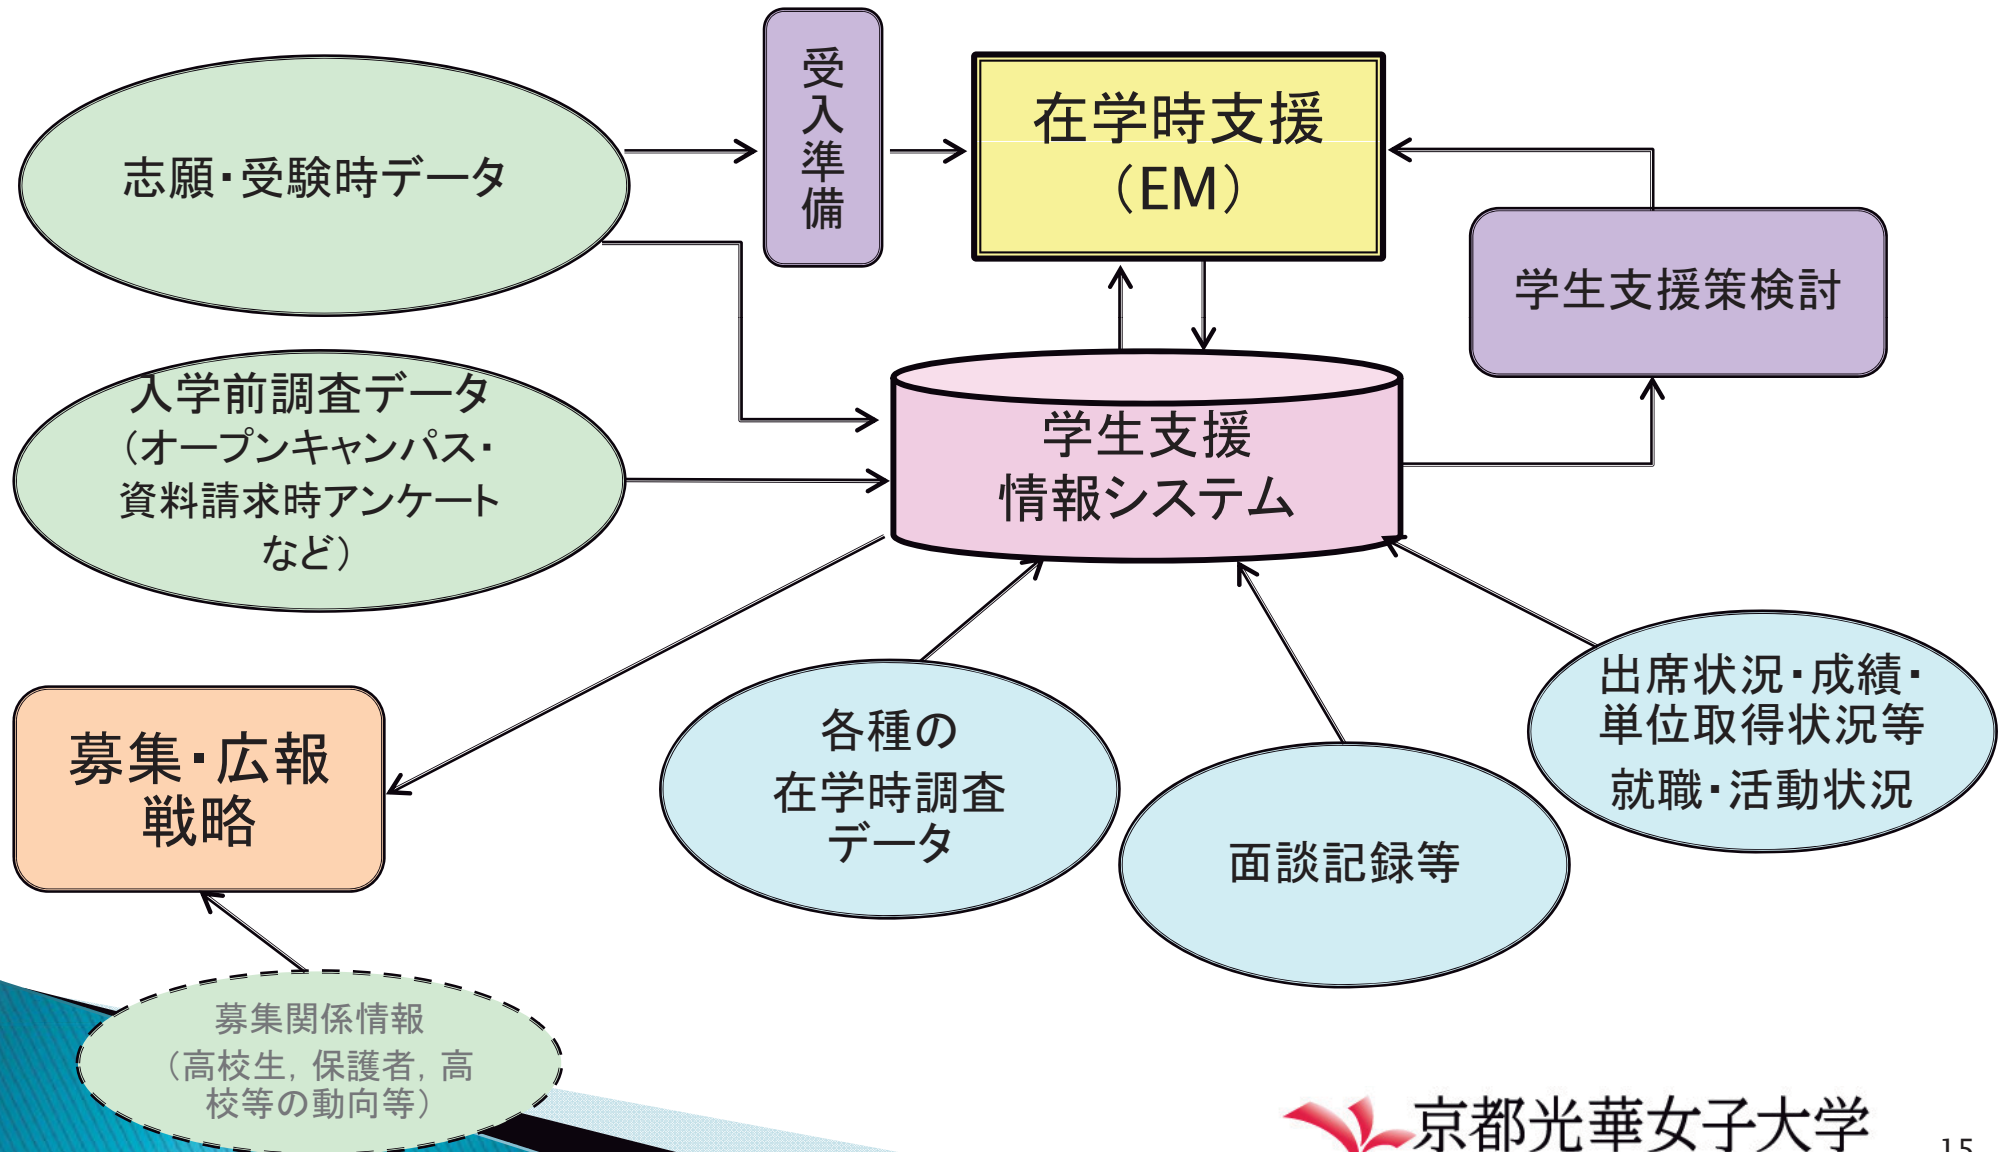 受入準備
在学時支援
（EM）
志願・受験時データ
学生支援策検討
入学前調査データ
（オープンキャンパス・
資料請求時アンケート
など）
学生支援
情報システム
募集・広報
戦略
各種の
在学時調査
データ
面談記録等
出席状況・成績・
単位取得状況等
就職・活動状況
募集関係情報
（高校生，保護者，高
校等の動向等）
京都光華女子大学
15